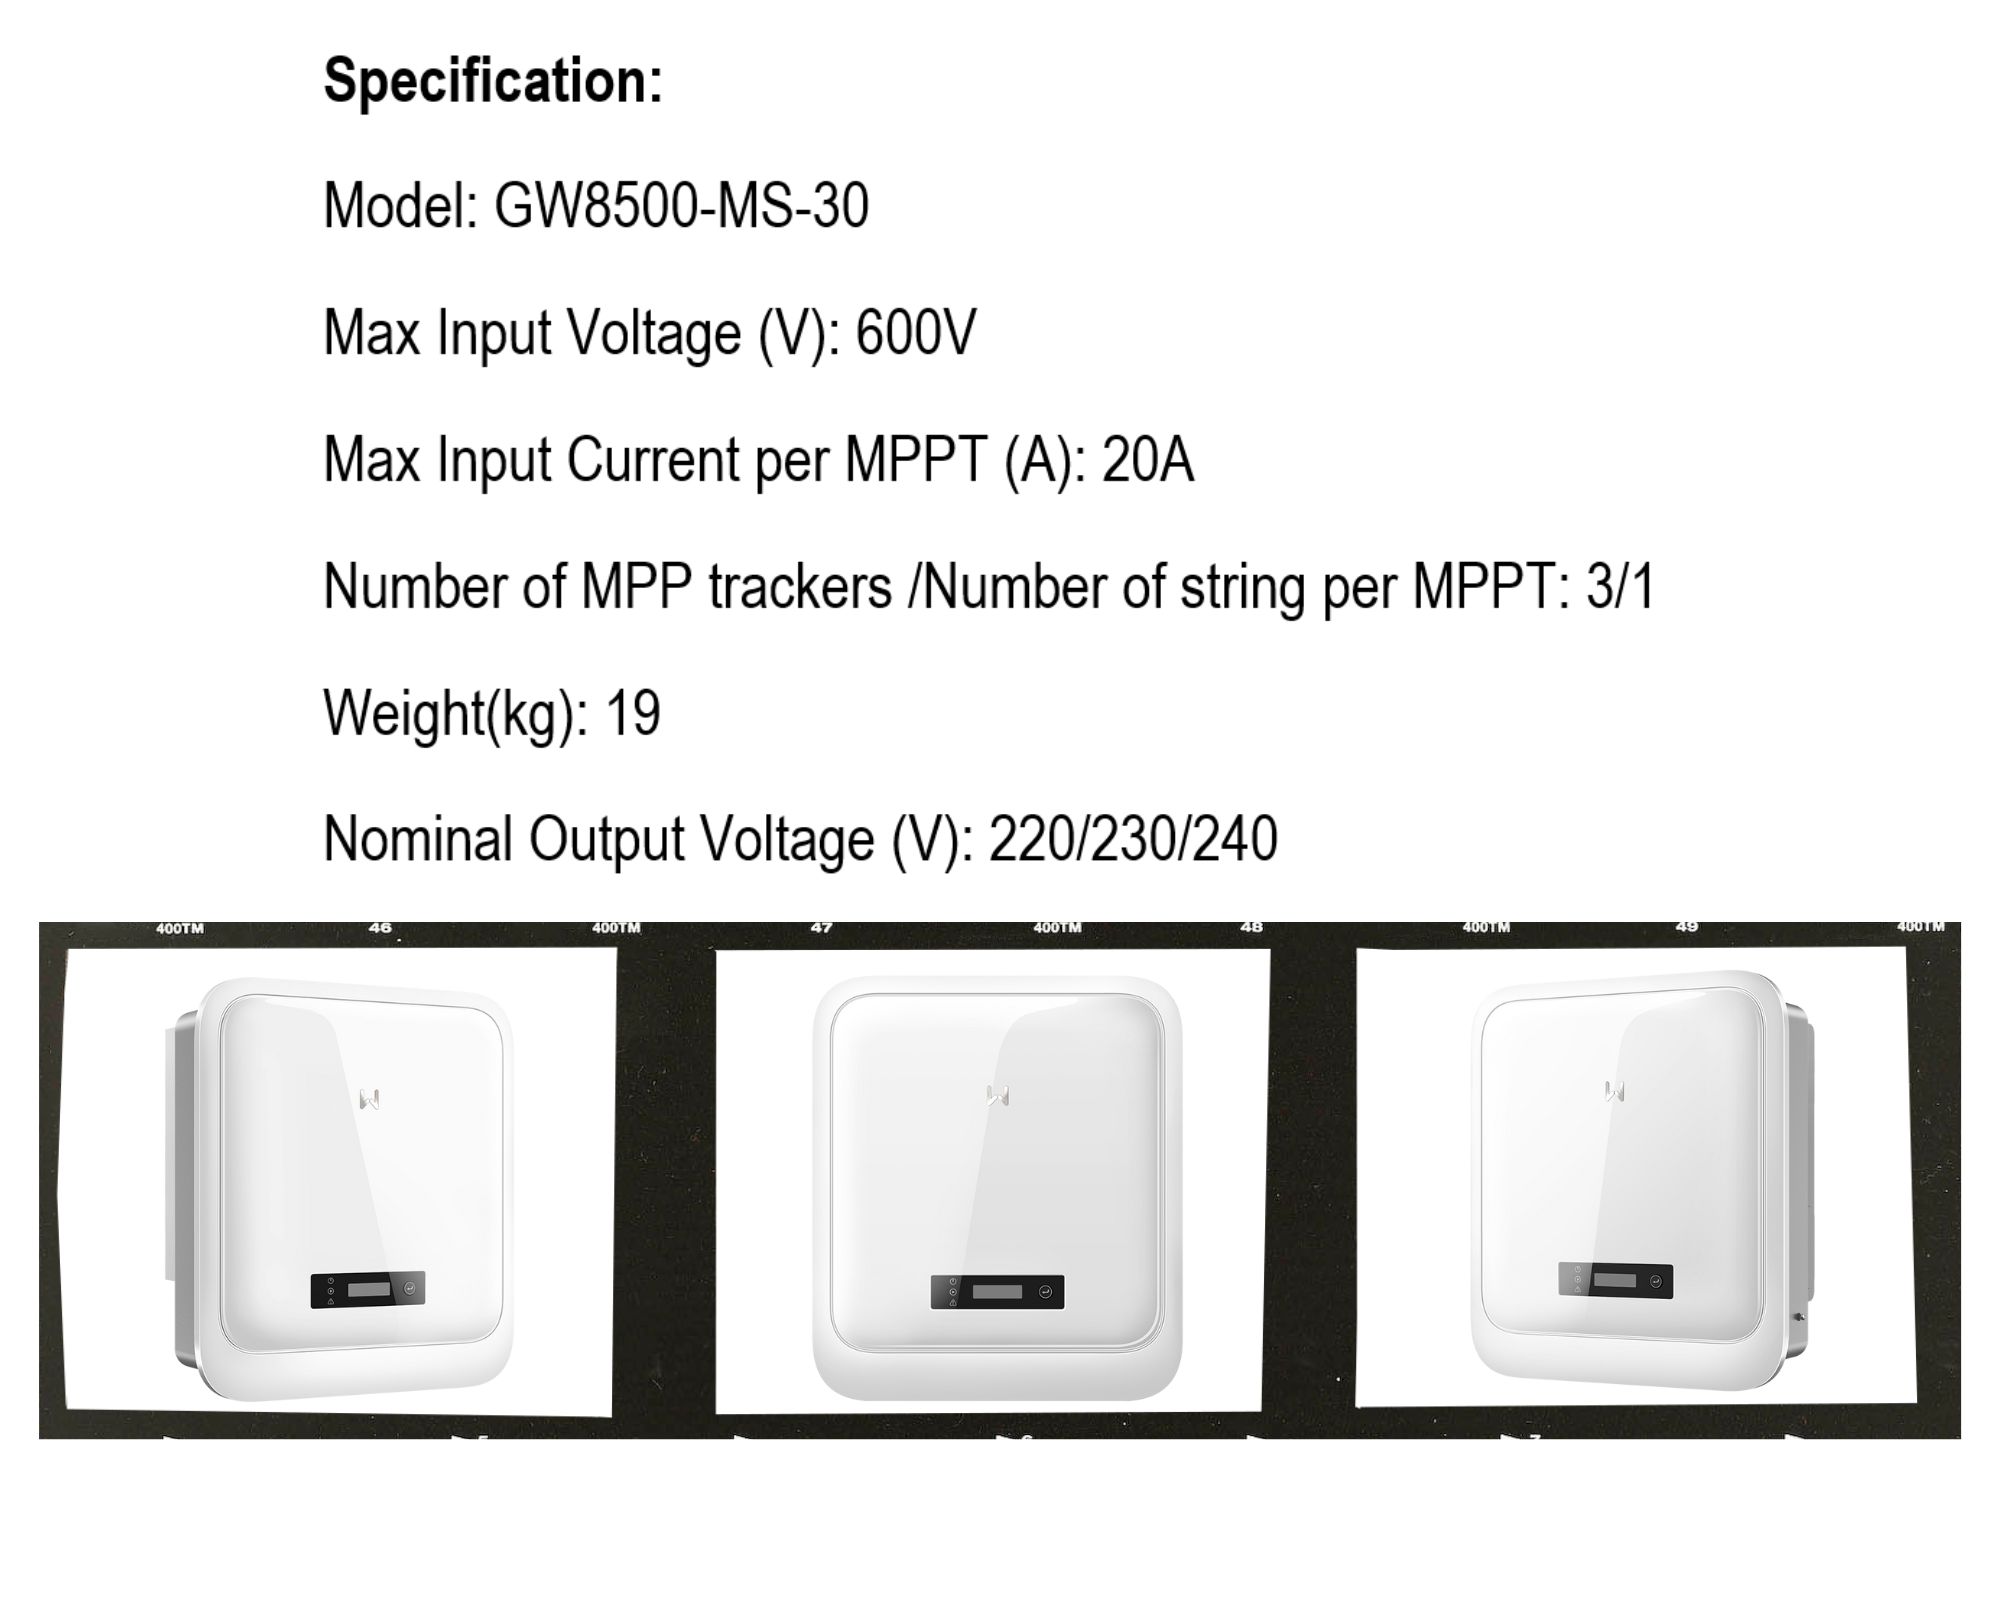 Specification:
Model: GW8500-MS-30
Max Input Voltage (V): 600V
Max Input Current per MPPT (A): 20A
Number of MPP trackers /Number of string per MPPT: 3/1
Weight(kg): 19
Nominal Output Voltage (V): 220/230/240
400TM 46 400TM 47 400TM 48 400TM 49 400TM